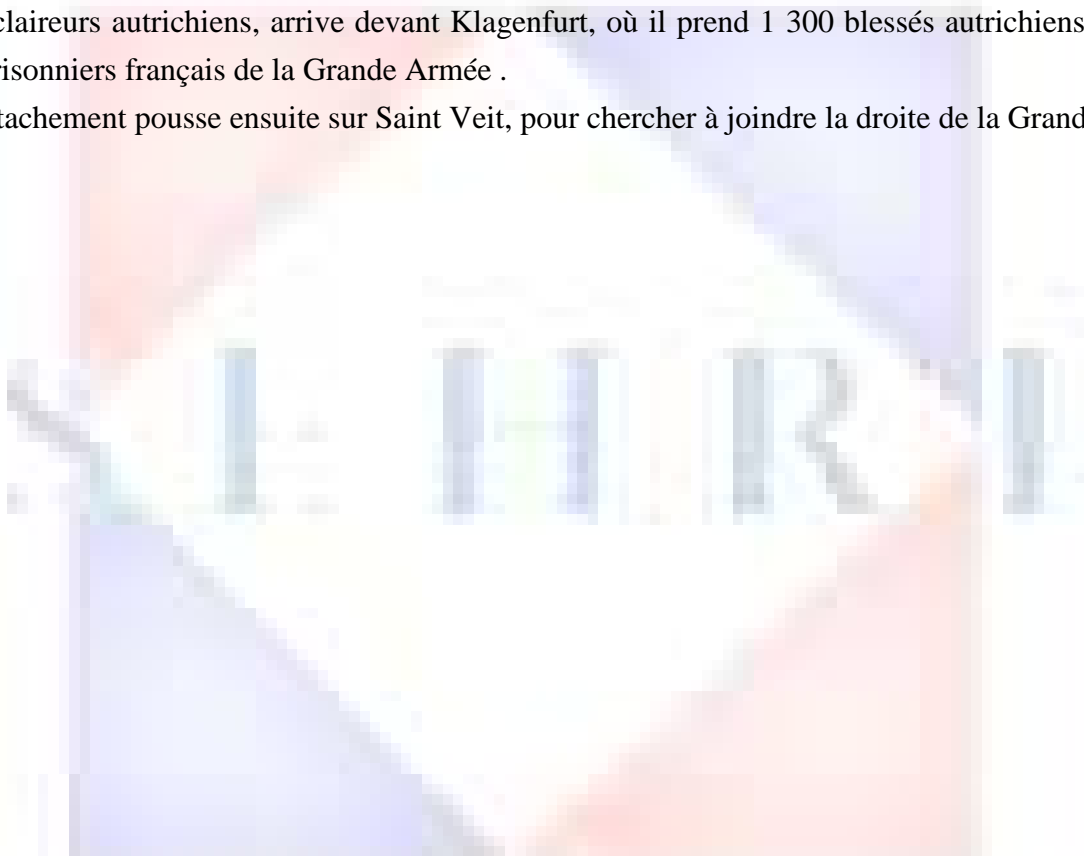 claireurs autrichiens, arrive devant Klagenfurt, où il prend 1 300 blessés autrichiens
risonniers français de la Grande Armée .
tachement pousse ensuite sur Saint Veit, pour chercher à joindre la droite de la Grand